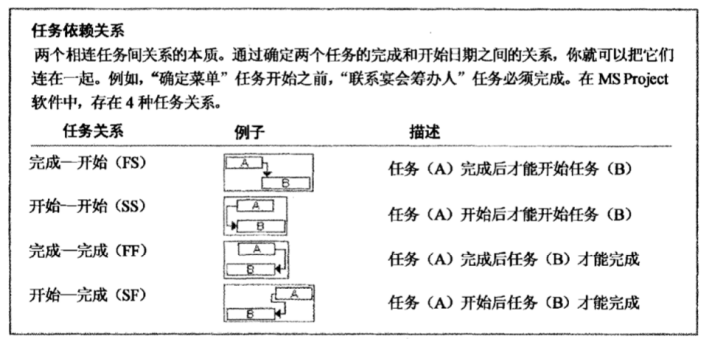 任务依赖关系
两个相连任务间关系的本质。通过确定两个任务的完成和开始日期之间的关系，你就可以把它们
连在一起。例如，“确定菜单”任务开始之前，“联系宴会筹办人”任务必须完成。在 MS Project
软件中，存在 4 种任务关系。
任务关系 例子 描述
完成—开始（FS） A B 任务（A）完成后才能开始任务（B）
开始—开始（SS） A B 任务（A）开始后才能开始任务（B）
完成—完成（FF） A B 任务（A）完成后任务（B）才能完成
开始—完成（SF） A B 任务（A）开始后任务（B）才能完成